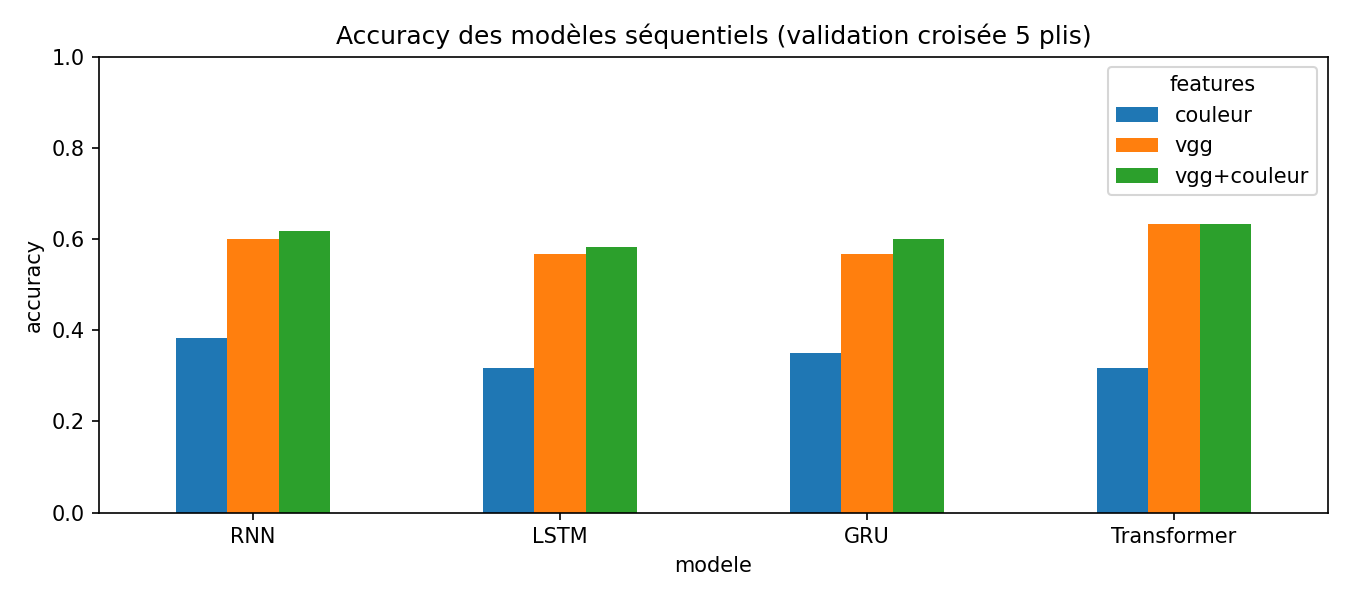 Accuracy des modèles séquentiels (validation croisée 5 plis)
features
couleur
vgg
vgg+couleur
accuracy
1.0
0.8
0.6
0.4
0.2
0.0
RNN
LSTM
GRU
Transformer
modele